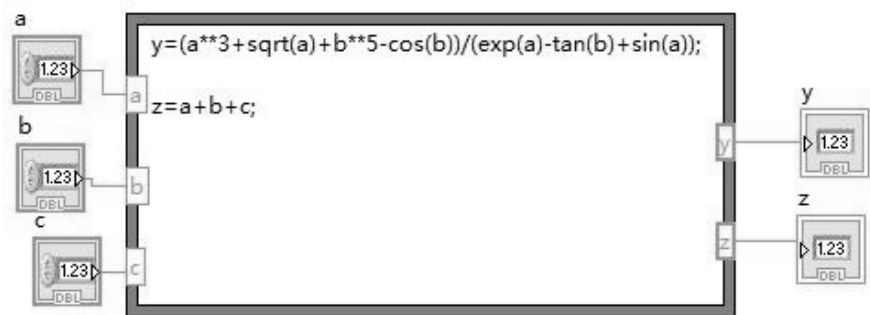 a
1.23
DBL
b
1.23
DBL
c
1.23
DBL
a
b
c
y=(a**3+sqrt(a)+b**5-cos(b))/(exp(a)-tan(b)+sin(a));
z=a+b+c;
y
z
y
1.23
DBL
z
1.23
DBL